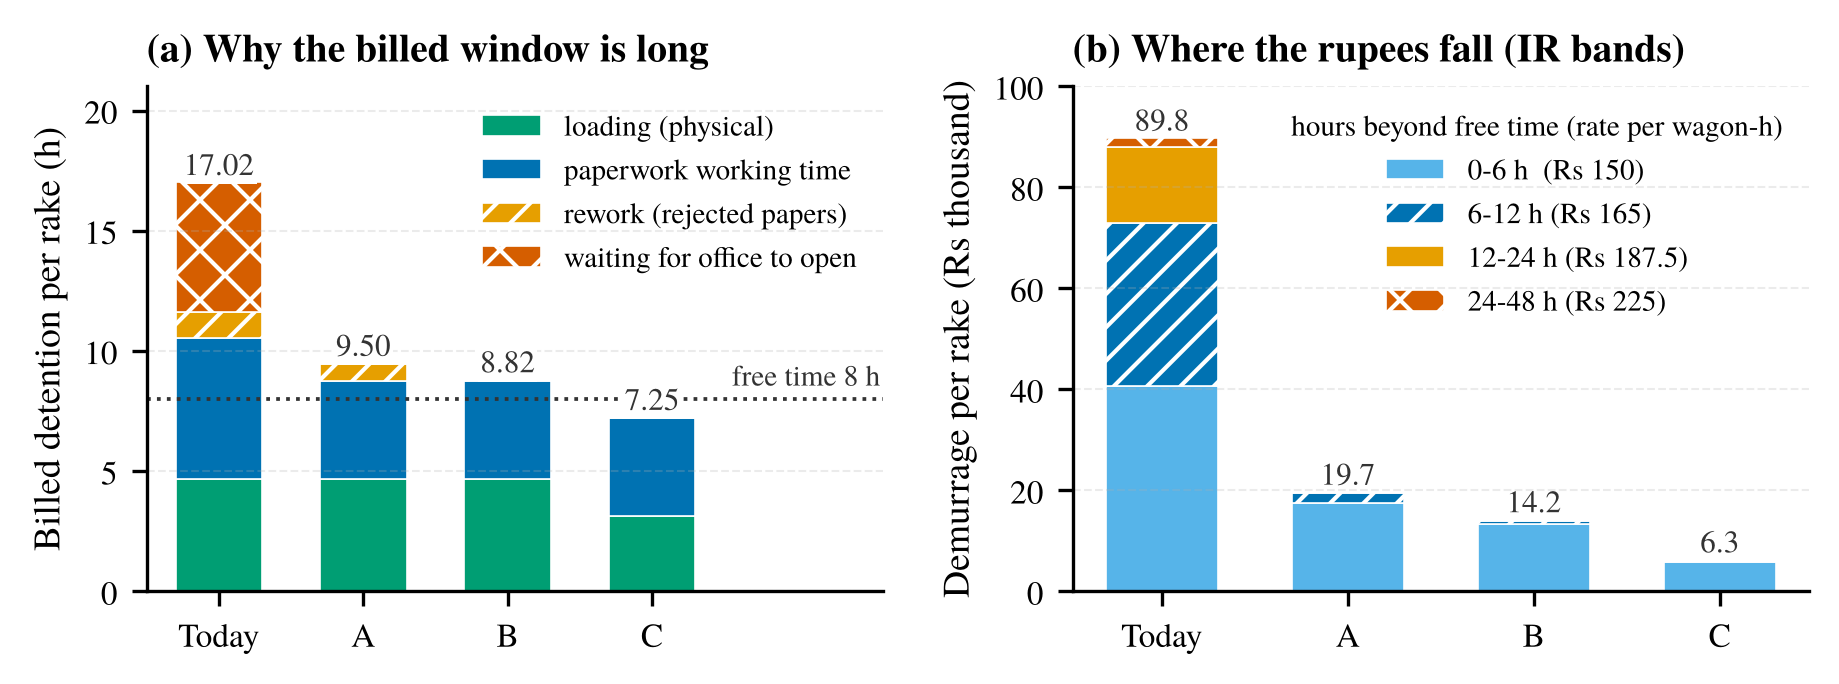 (a) Why the billed window is long
Billed detention per rake (h)
20
15
10
5
0
loading (physical)
paperwork working time
rework (rejected papers)
waiting for office to open
17.02
9.50
8.82
7.25
free time 8 h
Today
A
B
C
(b) Where the rupees fall (IR bands)
Demurrage per rake (Rs thousand)
100
80
60
40
20
0
hours beyond free time (rate per wagon-h)
0-6 h (Rs 150)
6-12 h (Rs 165)
12-24 h (Rs 187.5)
24-48 h (Rs 225)
89.8
19.7
14.2
6.3
Today
A
B
C